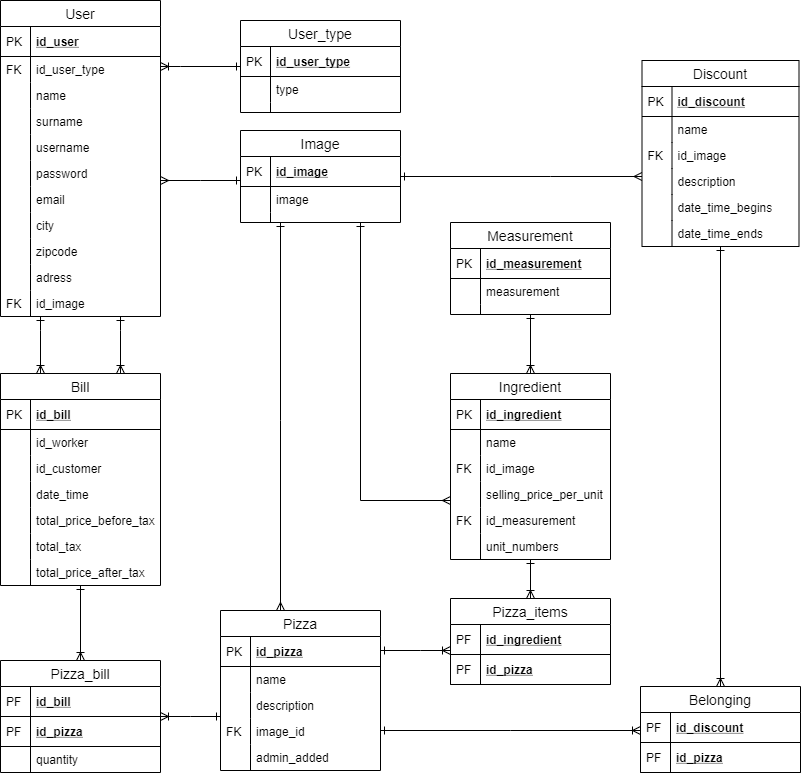 User
PK id_user
FK id_user_type
name
surname
username
password
email
city
zipcode
adress
FK id_image
User_type
PK id_user_type
type
Image
PK id_image
image
Discount
PK id_discount
name
FK id_image
description
date_time_begins
date_time_ends
Measurement
PK id_measurement
measurement
Bill
PK id_bill
id_worker
id_customer
date_time
total_price_before_tax
total_tax
total_price_after_tax
Ingredient
PK id_ingredient
name
FK id_image
selling_price_per_unit
FK id_measurement
unit_numbers
Pizza_items
PF id_ingredient
PF id_pizza
Pizza
PK id_pizza
name
description
FK image_id
admin_added
Pizza_bill
PF id_bill
PF id_pizza
quantity
Belonging
PF id_discount
PF id_pizza